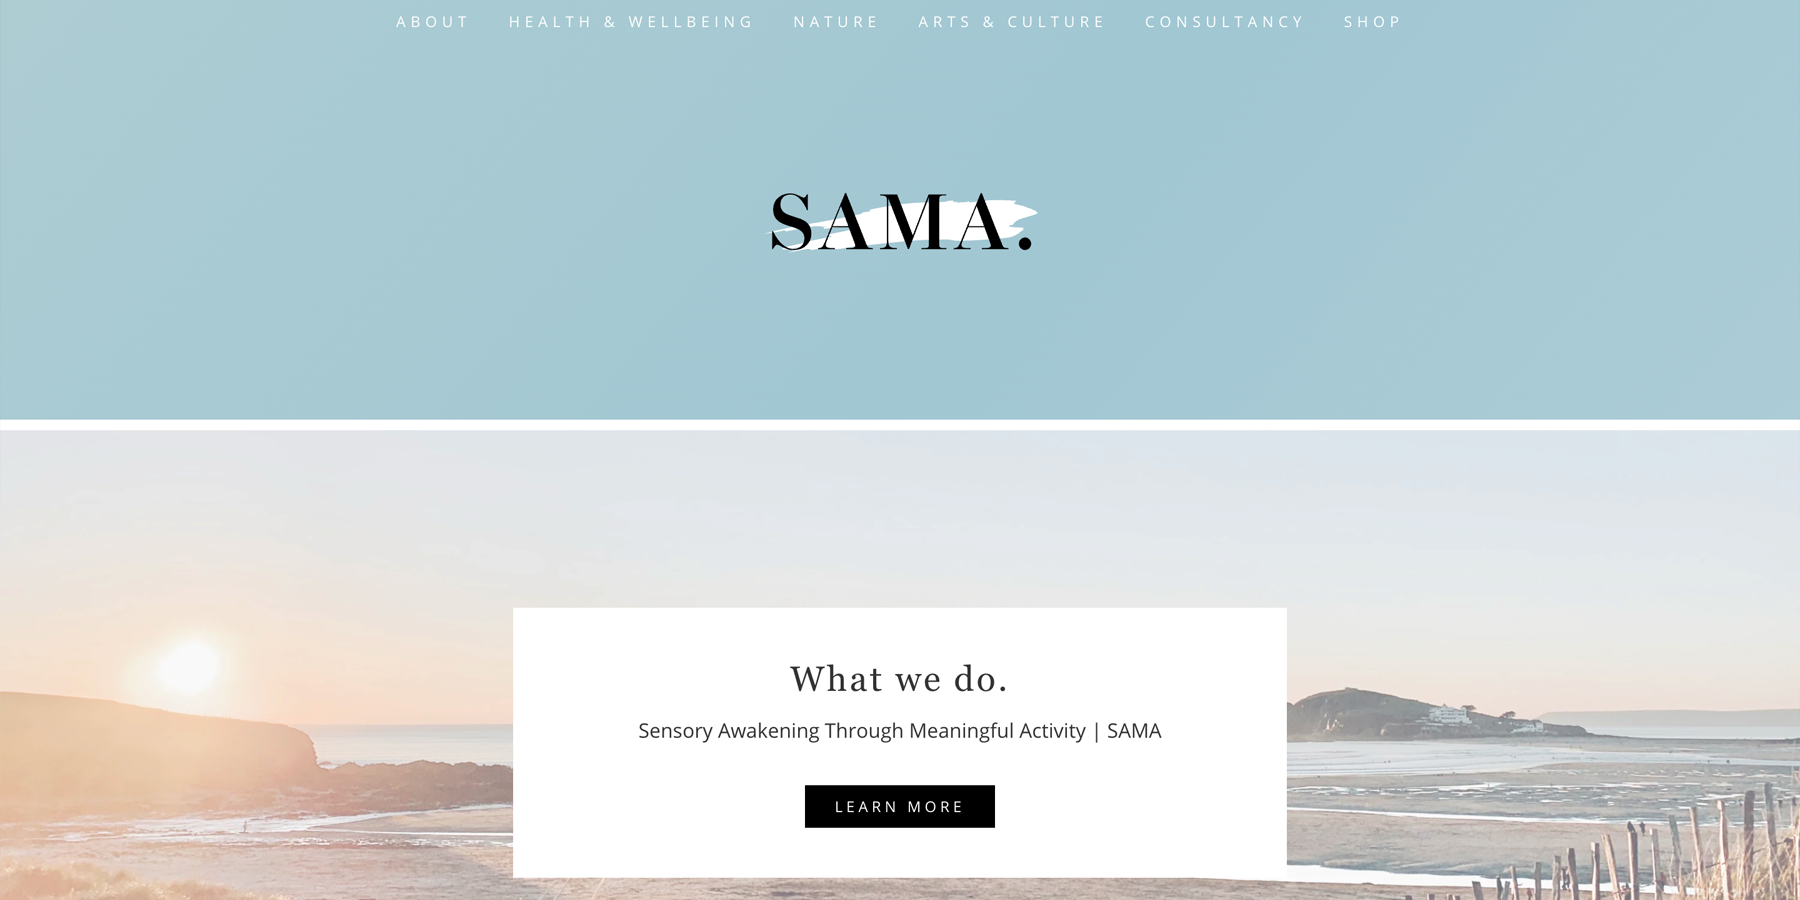 ABOUT HEALTH & WELLBEING NATURE ARTS & CULTURE CONSULTANCY SHOP
SAMA.
What we do.
Sensory Awakening Through Meaningful Activity | SAMA
LEARN MORE